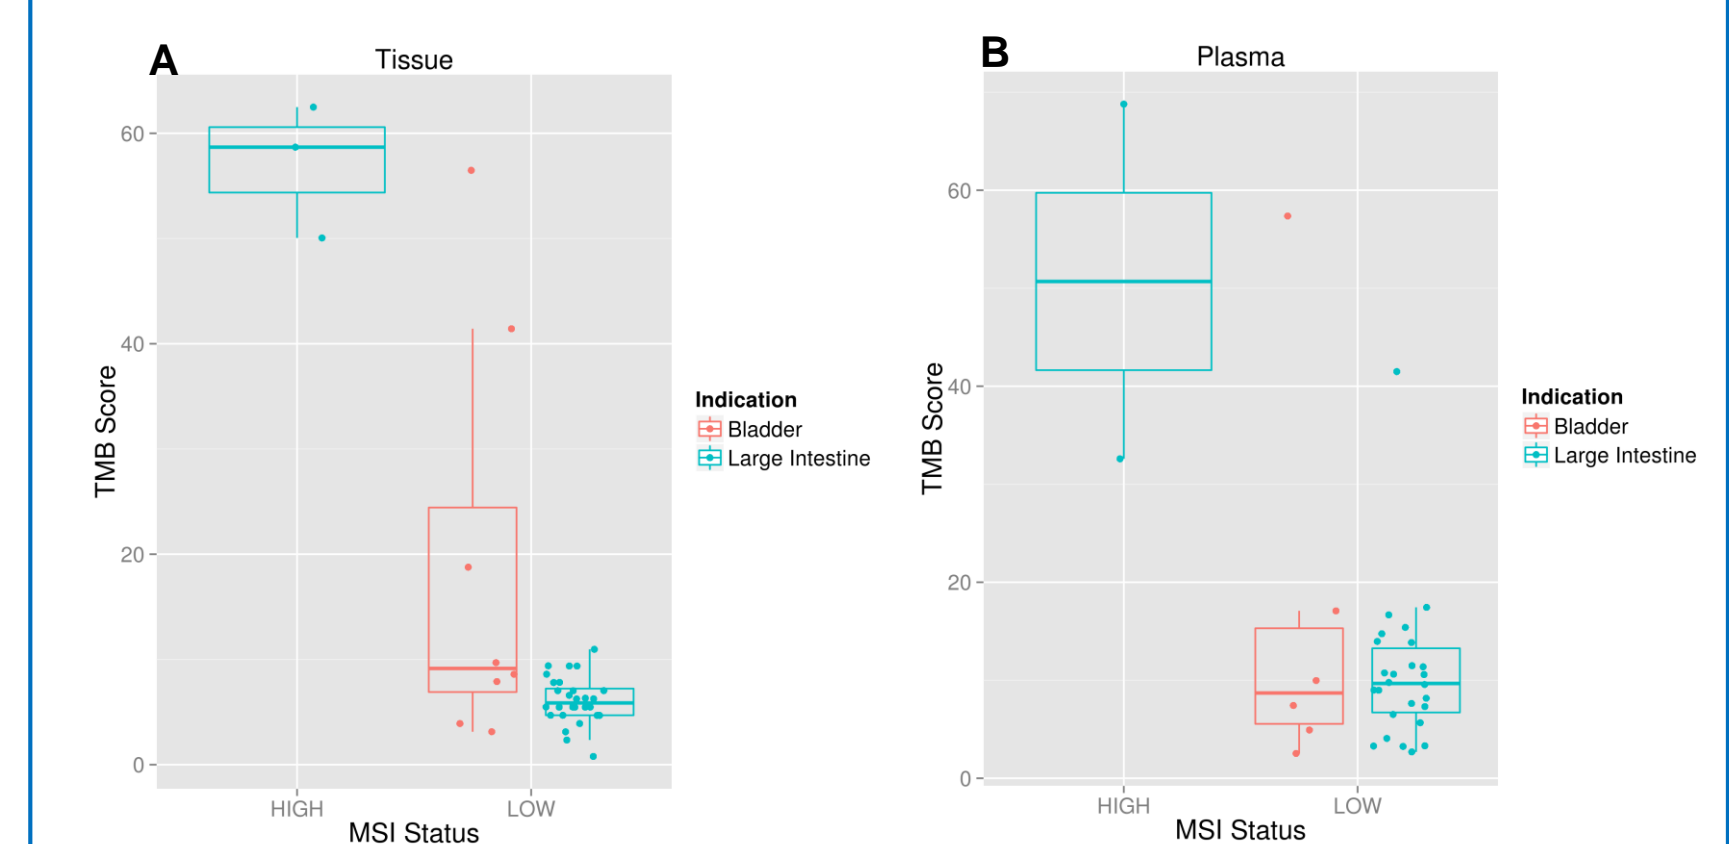 A
Tissue
60
40
20
0
TMB Score
HIGH
LOW
MSI Status
Indication
Bladder
Large Intestine
B
Plasma
60
40
20
0
TMB Score
HIGH
LOW
MSI Status
Indication
Bladder
Large Intestine